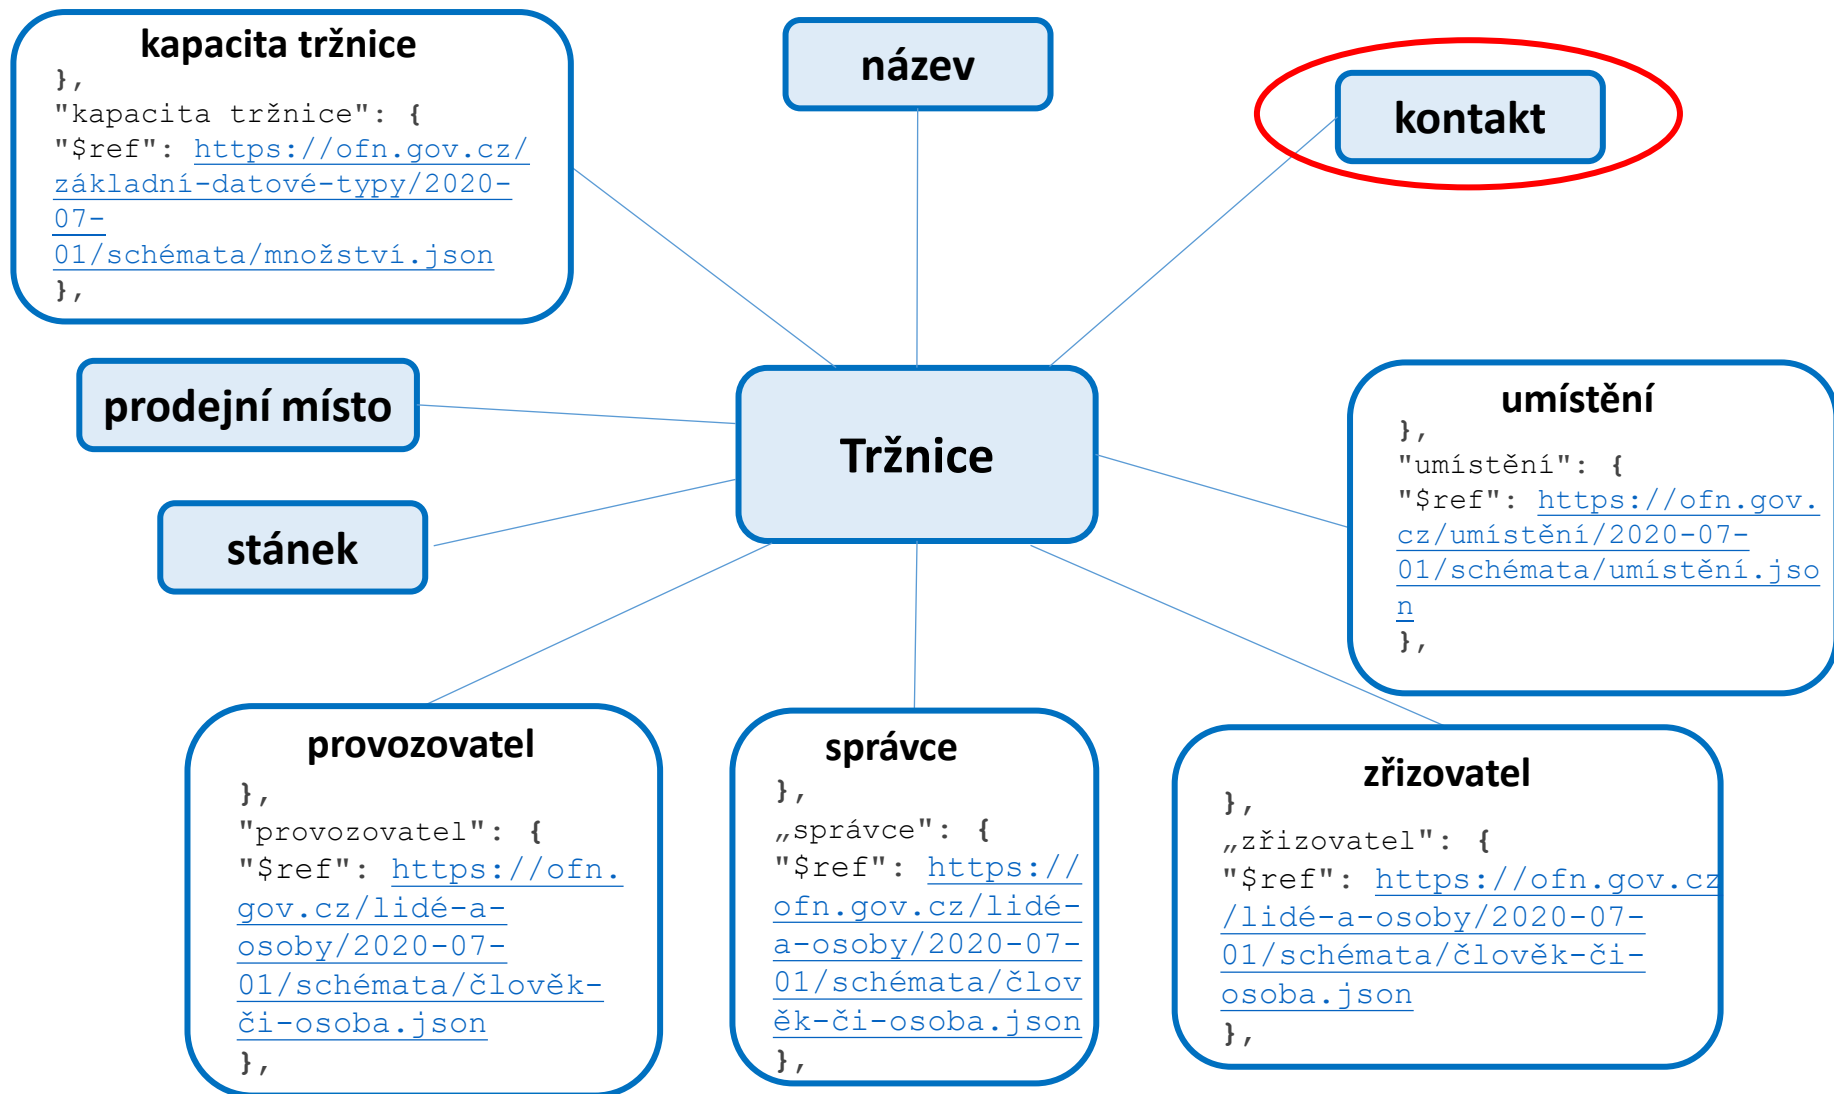 kapacita tržnice
},
"kapacita tržnice": {
"$ref": https://ofn.gov.cz/
základní-datové-typy/2020-
07-
01/schémata/množství.json
},
název
kontakt
prodejní místo
stánek
Tržnice
umístění
},
"umístění": {
"$ref": https://ofn.gov.
cz/umístění/2020-07-
01/schémata/umístění.jso
n
},
provozovatel
},
"provozovatel": {
"$ref": https://ofn.
gov.cz/lidé-a-
osoby/2020-07-
01/schémata/člověk-
či-osoba.json
},
správce
},
„správce": {
"$ref": https://
ofn.gov.cz/lidé-
a-osoby/2020-07-
01/schémata/člov
ěk-či-osoba.json
},
zřizovatel
},
„zřizovatel": {
"$ref": https://ofn.gov.cz
/lidé-a-osoby/2020-07-
01/schémata/člověk-či-
osoba.json
},